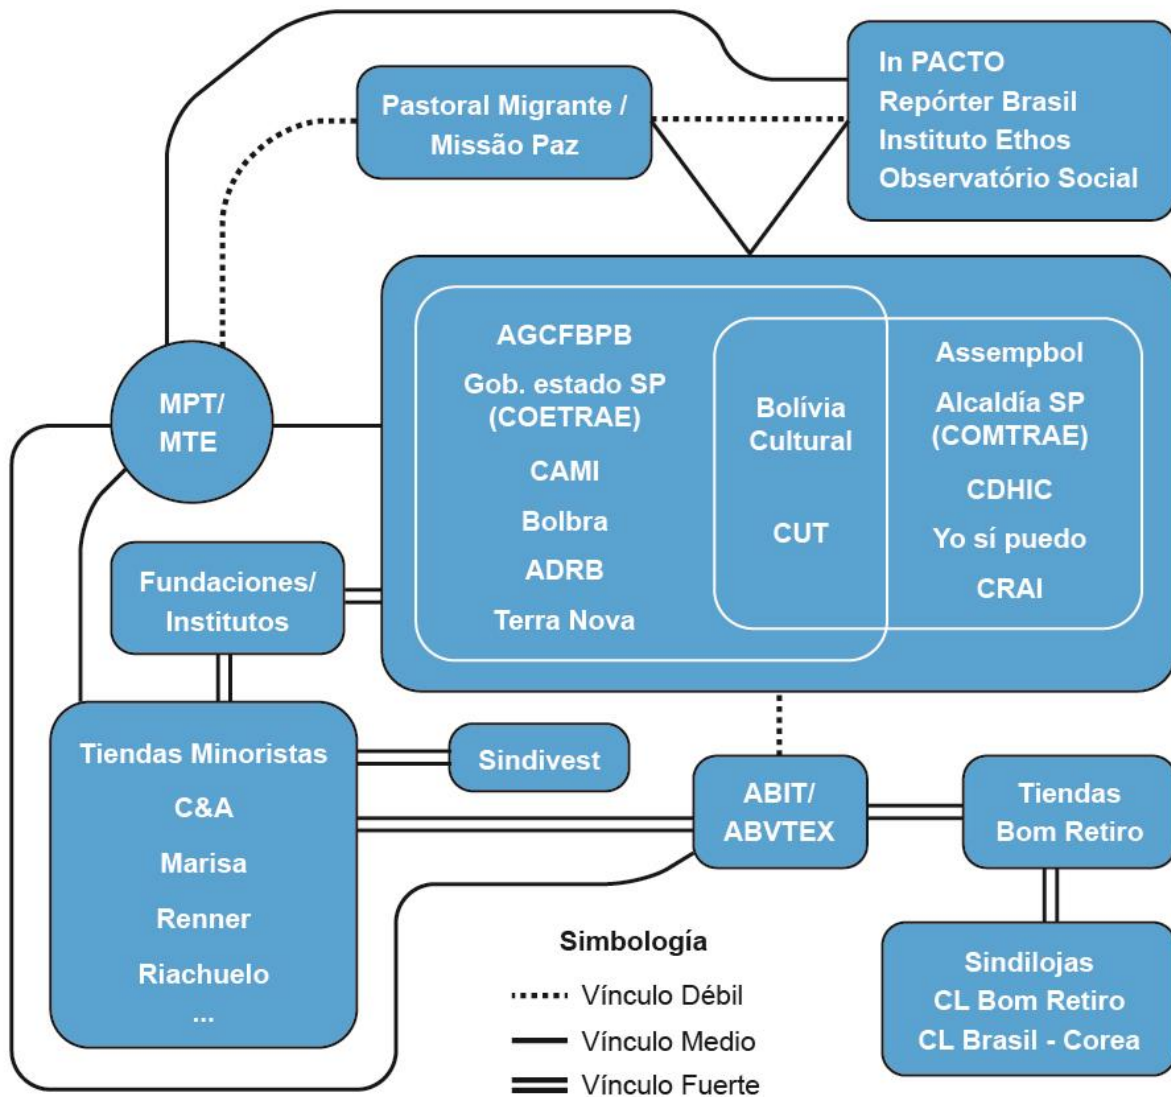 In PACTO
Repórter Brasil
Instituto Ethos
Observatório Social
Pastoral Migrante /
Missão Paz
MPT/
MTE
AGCFBPB
Gob. estado SP
(COETRAE)
CAMI
Bolbra
ADRB
Terra Nova
Bolívia
Cultural
CUT
Assempbol
Alcaldía SP
(COMTRAE)
CDHIC
Yo sí puedo
CRAI
Fundaciones/
Institutos
Tiendas Minoristas
C&A
Marisa
Renner
Riachuelo
...
Sindivest
ABIT/
ABVTEX
Tiendas
Bom Retiro
Sindilojas
CL Bom Retiro
CL Brasil - Corea
Simbología
Vínculo Débil
Vínculo Medio
Vínculo Fuerte